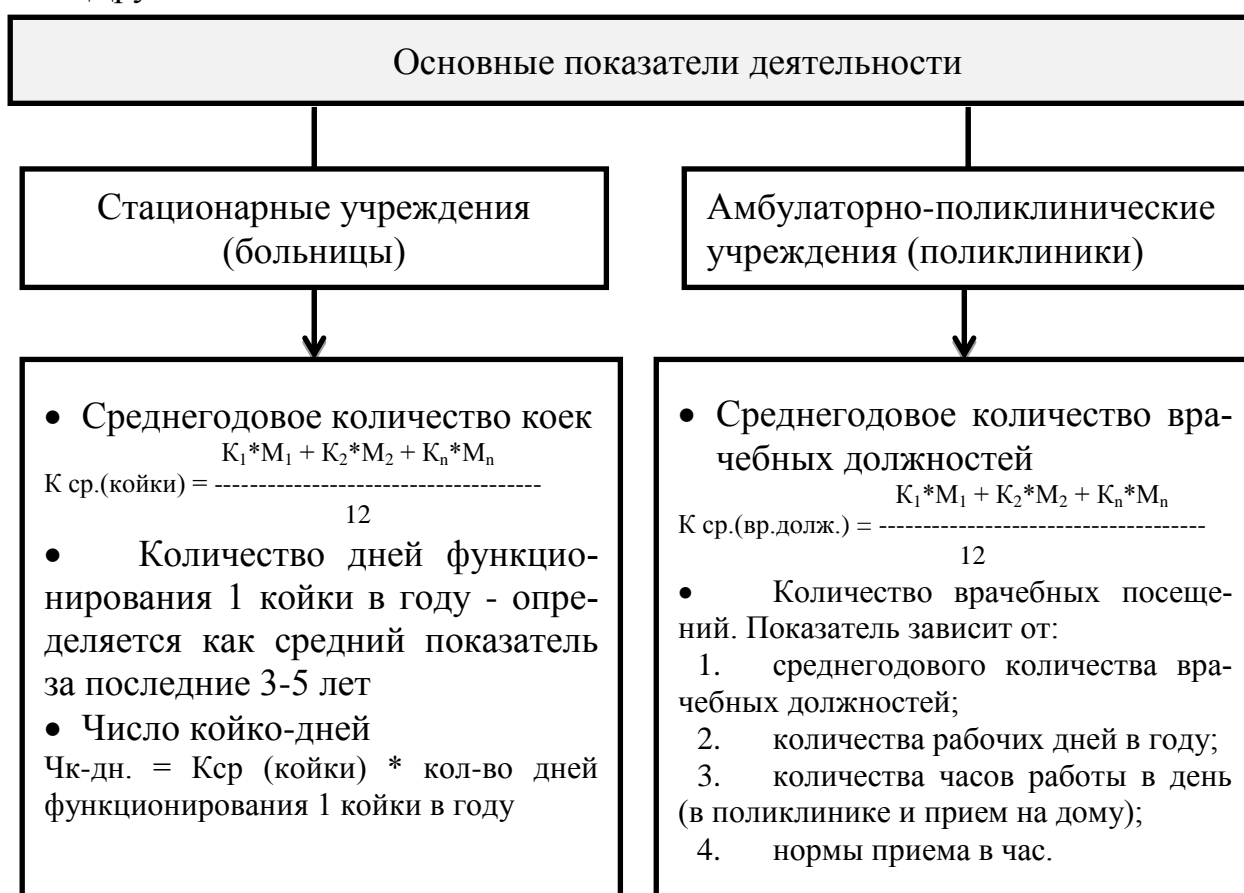 Основные показатели деятельности
Стационарные учреждения
(больницы)
Амбулаторно-поликлинические
учреждения (поликлиники)
• Среднегодовое количество коек
K₁*M₁ + K₂*M₂ + Kₙ*Mₙ
К ср.(койки) = -------------------------------------
12
• Количество дней функцио-
нирования 1 койки в году - опре-
деляется как средний показатель
за последние 3-5 лет
• Число койко-дней
Чк-дн. = Кср (койки) * кол-во дней
функционирования 1 койки в году
• Среднегодовое количество вра-
чебных должностей
K₁*M₁ + K₂*M₂ + Kₙ*Mₙ
К ср.(вр.долж.) = -------------------------------------
12
• Количество врачебных посеще-
ний. Показатель зависит от:
1. среднегодового количества вра-
чебных должностей;
2. количества рабочих дней в году;
3. количества часов работы в день
(в поликлинике и прием на дому);
4. нормы приема в час.